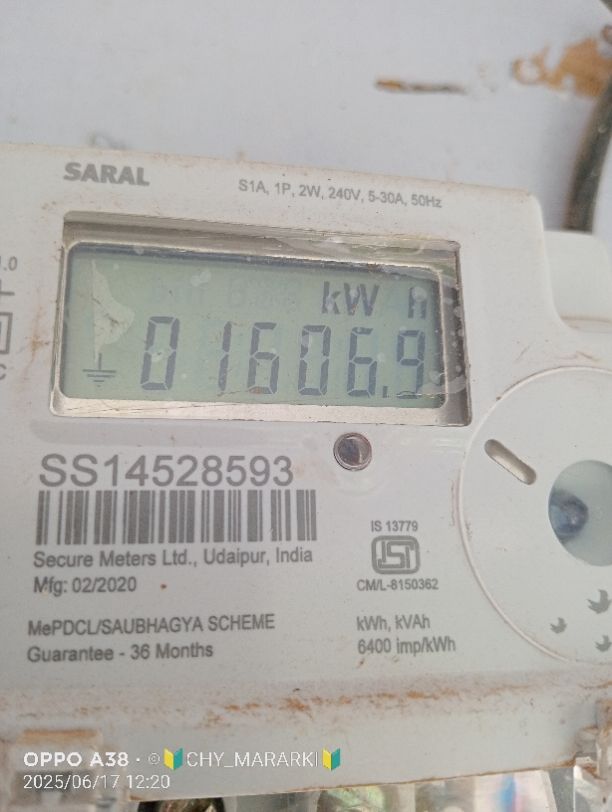 SARAL
S1A, 1P, 2W, 240V, 5-30A, 50Hz
kWh
01606.9
SS14528593
Secure Meters Ltd., Udaipur, India
Mfg: 02/2020
IS 13779
ISI
CM/L-8150362
MePDCL/SAUBHAGYA SCHEME
Guarantee - 36 Months
kWh, kVAh
6400 imp/kWh
OPPO A38 · ©🔰CHY_MARARKI🔰
2025/06/17 12:20